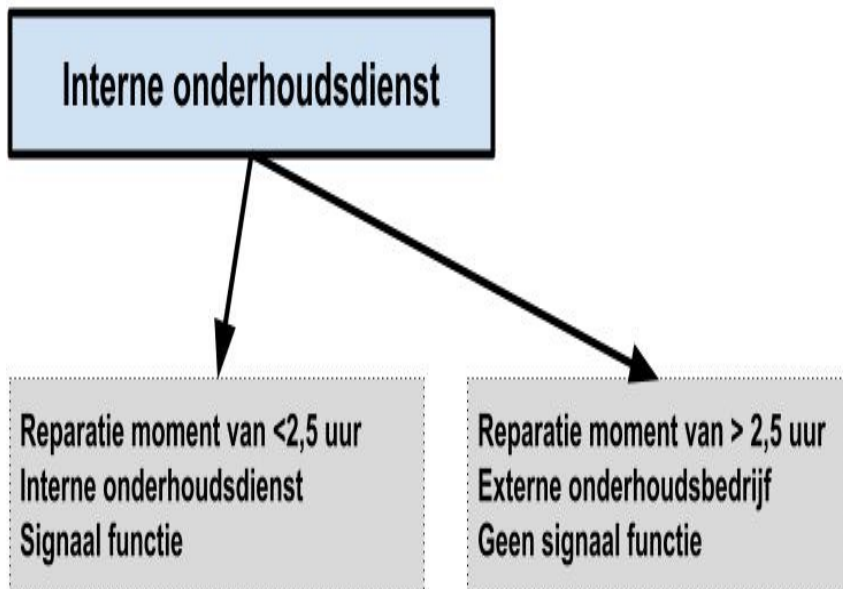 Interne onderhoudsdienst
Reparatie moment van <2,5 uur
Interne onderhoudsdienst
Signaal functie
Reparatie moment van > 2,5 uur
Externe onderhoudsbedrijf
Geen signaal functie